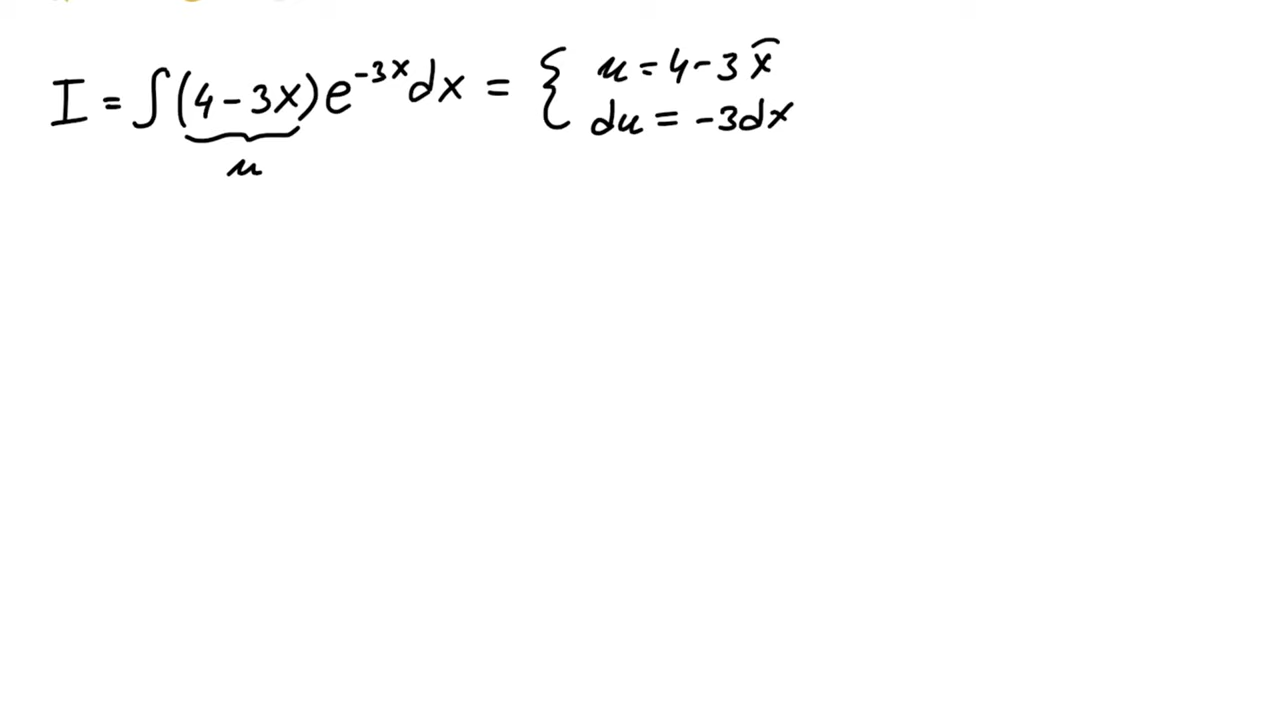 I = ∫(4-3x)e^{-3x}dx = { u = 4-3x
du = -3dx
u